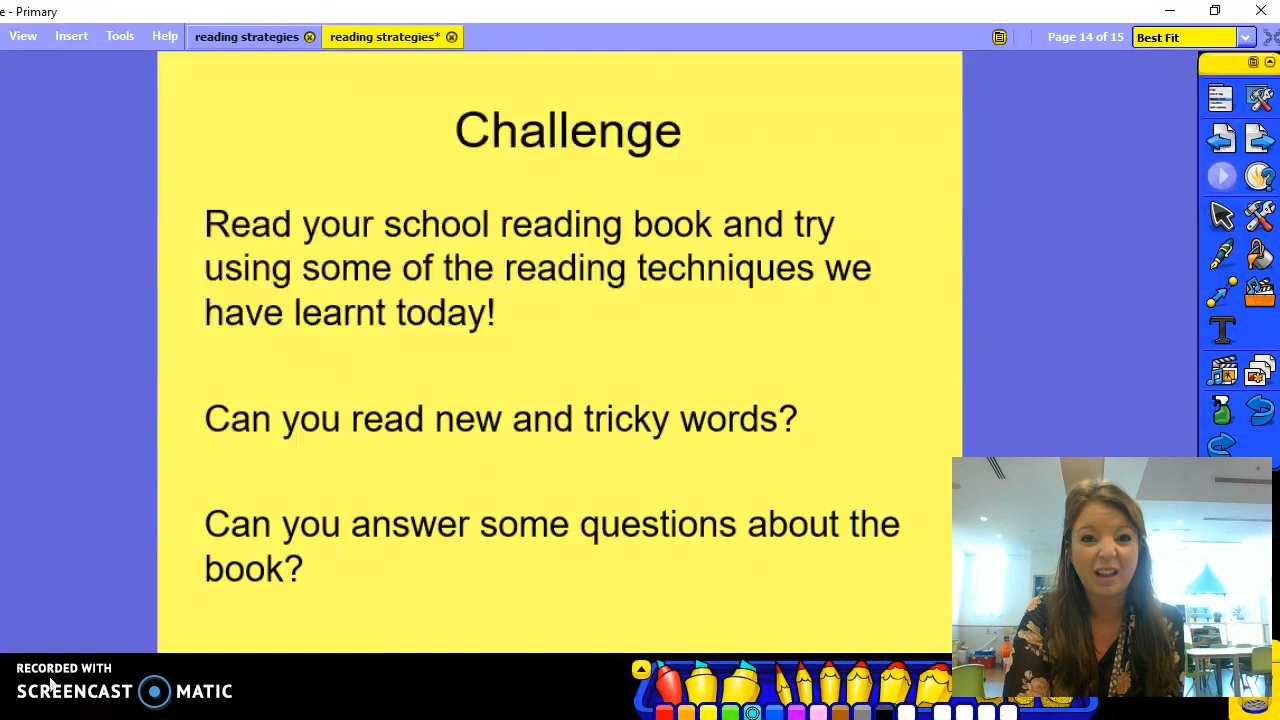 e - Primary
View Insert Tools Help reading strategies reading strategies* Page 14 of 15 Best Fit
Challenge
Read your school reading book and try
using some of the reading techniques we
have learnt today!
Can you read new and tricky words?
Can you answer some questions about the
book?
RECORDED WITH
SCREENCAST MATIC